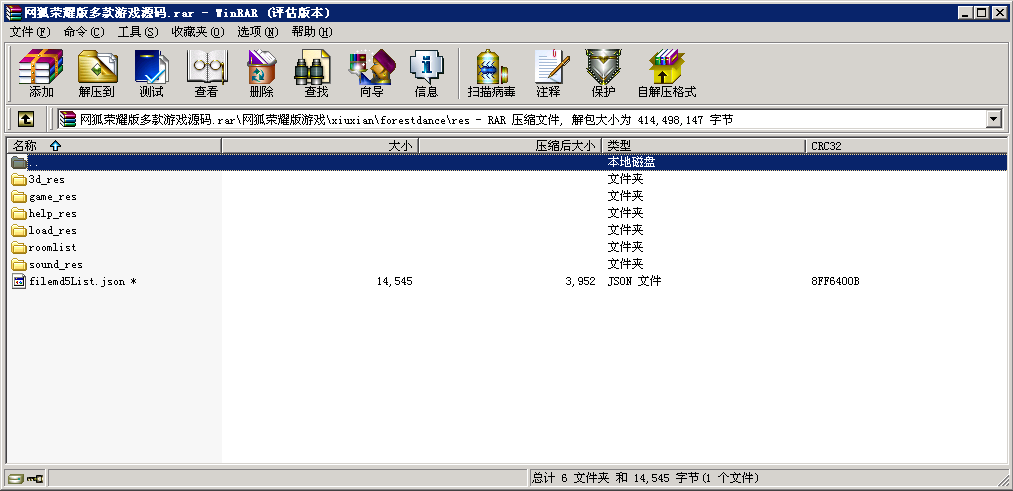 网狐荣耀版多款游戏源码.rar - WinRAR (评估版本)
文件(F) 命令(C) 工具(S) 收藏夹(O) 选项(N) 帮助(H)
添加 解压到 测试 查看 删除 查找 向导 信息 扫描病毒 注释 保护 自解压格式
网狐荣耀版多款游戏源码.rar\网狐荣耀版游戏\xiuxian\forestdance\res - RAR 压缩文件, 解包大小为 414,498,147 字节
名称 大小 压缩后大小 类型 CRC32
.. 本地磁盘
3d_res 文件夹
game_res 文件夹
help_res 文件夹
load_res 文件夹
roomlist 文件夹
sound_res 文件夹
filemd5List.json * 14,545 3,952 JSON 文件 8FF6400B
总计 6 文件夹 和 14,545 字节(1 个文件)